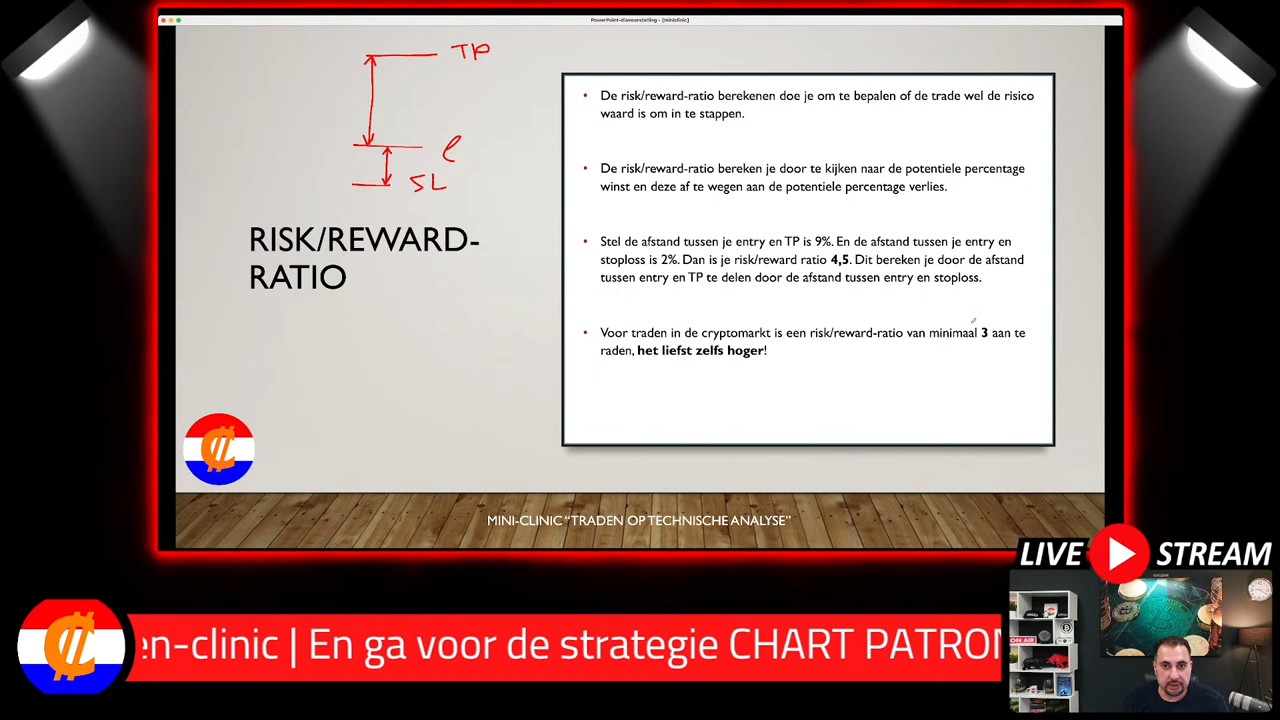 PowerPoint-diavoorstelling - [miniclinic]
TP
e
SL
RISK/REWARD-
RATIO
• De risk/reward-ratio berekenen doe je om te bepalen of de trade wel de risico
waard is om in te stappen.
• De risk/reward-ratio bereken je door te kijken naar de potentiele percentage
winst en deze af te wegen aan de potentiele percentage verlies.
• Stel de afstand tussen je entry en TP is 9%. En de afstand tussen je entry en
stoploss is 2%. Dan is je risk/reward ratio 4,5. Dit bereken je door de afstand
tussen entry en TP te delen door de afstand tussen entry en stoploss.
• Voor traden in de cryptomarkt is een risk/reward-ratio van minimaal 3 aan te
raden, het liefst zelfs hoger!
MINI-CLINIC “TRADEN OP TECHNISCHE ANALYSE”
LIVE STREAM
ON AIR
en-clinic | En ga voor de strategie CHART PATRON